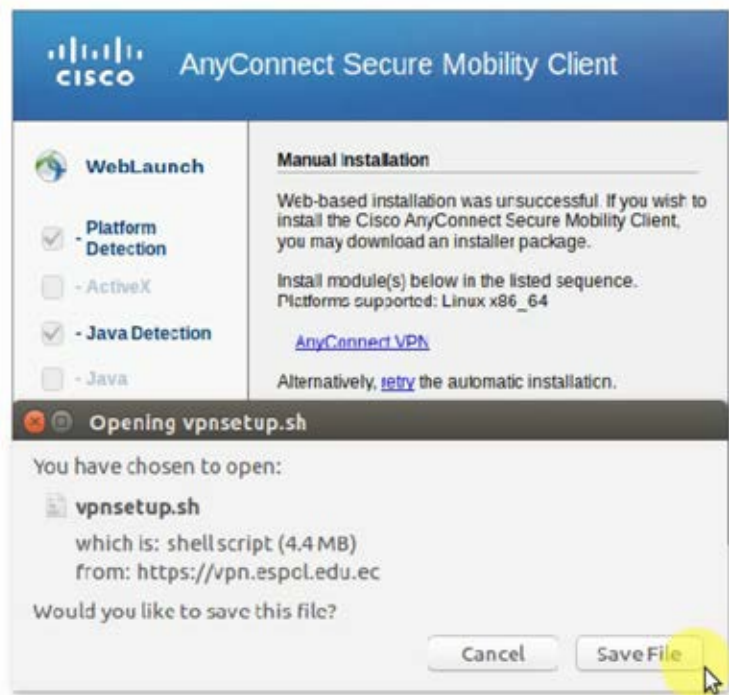 CISCO
AnyConnect Secure Mobility Client
WebLaunch
- Platform
Detection
- ActiveX
- Java Detection
- Java
Manual Installation
Web-based installation was unsuccessful. If you wish to
install the Cisco AnyConnect Secure Mobility Client,
you may download an installer package.
Install module(s) below in the listed sequence.
Platforms supported: Linux x86_64
AnyConnect VPN
Alternatively, retry the automatic installation.
Opening vpnsetup.sh
You have chosen to open:
vpnsetup.sh
which is: shell script (4.4 MB)
from: https://vpn.espol.edu.ec
Would you like to save this file?
Cancel
Save File